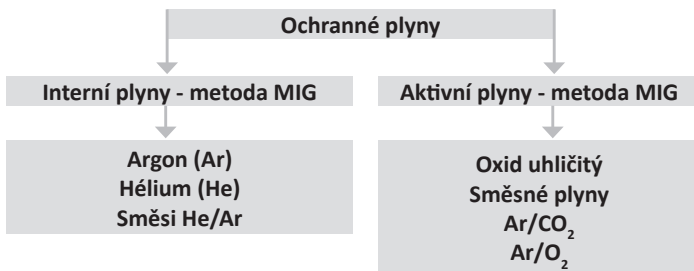 Ochranné plyny
Interní plyny - metoda MIG
Aktivní plyny - metoda MIG
Argon (Ar)
Hélium (He)
Směsi He/Ar
Oxid uhličitý
Směsné plyny
Ar/CO₂
Ar/O₂